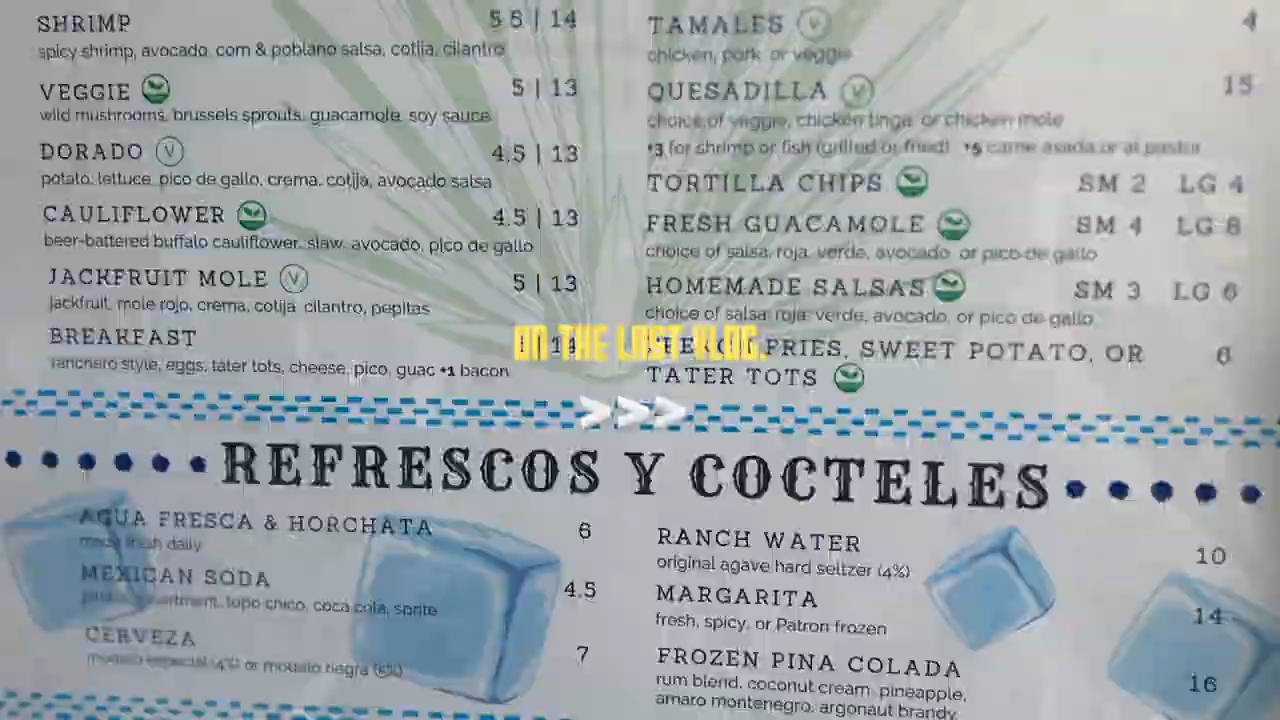 SHRIMP 5 5 | 14
spicy shrimp, avocado, corn & poblano salsa, cotija, cilantro
VEGGIE 5 | 13
wild mushrooms, brussels sprouts, guacamole, soy sauce
DORADO V 4.5 | 13
potato, lettuce, pico de gallo, crema, cotija, avocado salsa
CAULIFLOWER 4.5 | 13
beer-battered buffalo cauliflower, slaw, avocado, pico de gallo
JACKFRUIT MOLE V 5 | 13
jackfruit, mole rojo, crema, cotija, cilantro, pepitas
BREAKFAST | 14
ranchero style, eggs, tater tots, cheese, pico, guac +1 bacon
TAMALES V 4
chicken, pork, or veggie
QUESADILLA V 15
choice of veggie, chicken tinga, or chicken mole
+3 for shrimp or fish (grilled or fried) +5 carne asada or al pastor
TORTILLA CHIPS SM 2 LG 4
FRESH GUACAMOLE SM 4 LG 8
choice of salsa: roja, verde, avocado, or pico de gallo
HOMEMADE SALSAS SM 3 LG 6
choice of salsa: roja, verde, avocado, or pico de gallo
FRENCH FRIES, SWEET POTATO, OR 6
TATER TOTS
ON THE LAST VLOG.
>>>
REFRESCOS Y COCTELES
AGUA FRESCA & HORCHATA 6
made fresh daily
MEXICAN SODA 4.5
topo chico, coca cola, sprite
CERVEZA 7
modelo especial (4%) or modelo negra (5%)
RANCH WATER 10
original agave hard seltzer (4%)
MARGARITA 14
fresh, spicy, or Patron frozen
FROZEN PINA COLADA 16
rum blend, coconut cream, pineapple,
amaro montenegro, argonaut brandy